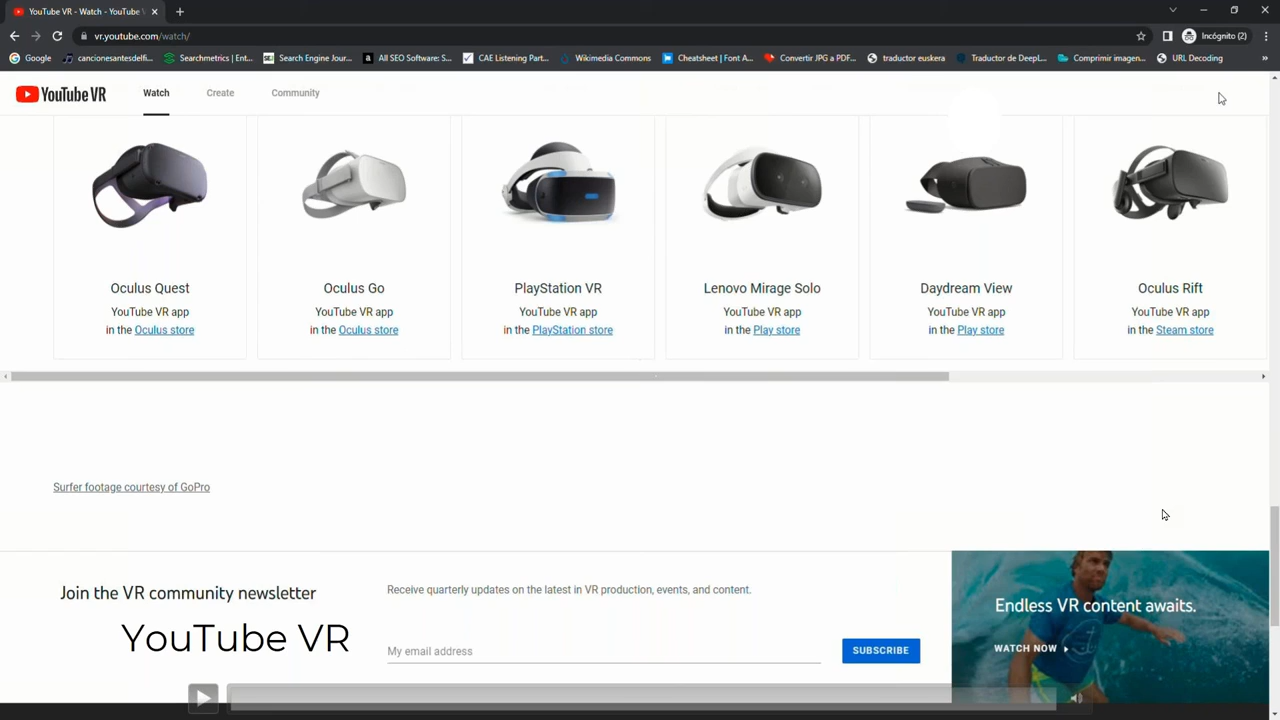 YouTube VR - Watch - YouTube V
vr.youtube.com/watch/
Incógnito (2)
Google
cancionesantesdelfi...
Searchmetrics | Ent...
Search Engine Jour...
All SEO Software: S...
CAE Listening Part...
Wikimedia Commons
Cheatsheet | Font A...
Convertir JPG a PDF...
traductor euskera
Traductor de DeepL...
Comprimir imagen...
URL Decoding
YouTube VR
Watch
Create
Community
Oculus Quest
YouTube VR app
in the Oculus store
Oculus Go
YouTube VR app
in the Oculus store
PlayStation VR
YouTube VR app
in the PlayStation store
Lenovo Mirage Solo
YouTube VR app
in the Play store
Daydream View
YouTube VR app
in the Play store
Oculus Rift
YouTube VR app
in the Steam store
Surfer footage courtesy of GoPro
Join the VR community newsletter
Receive quarterly updates on the latest in VR production, events, and content.
My email address
SUBSCRIBE
Endless VR content awaits.
WATCH NOW
YouTube VR